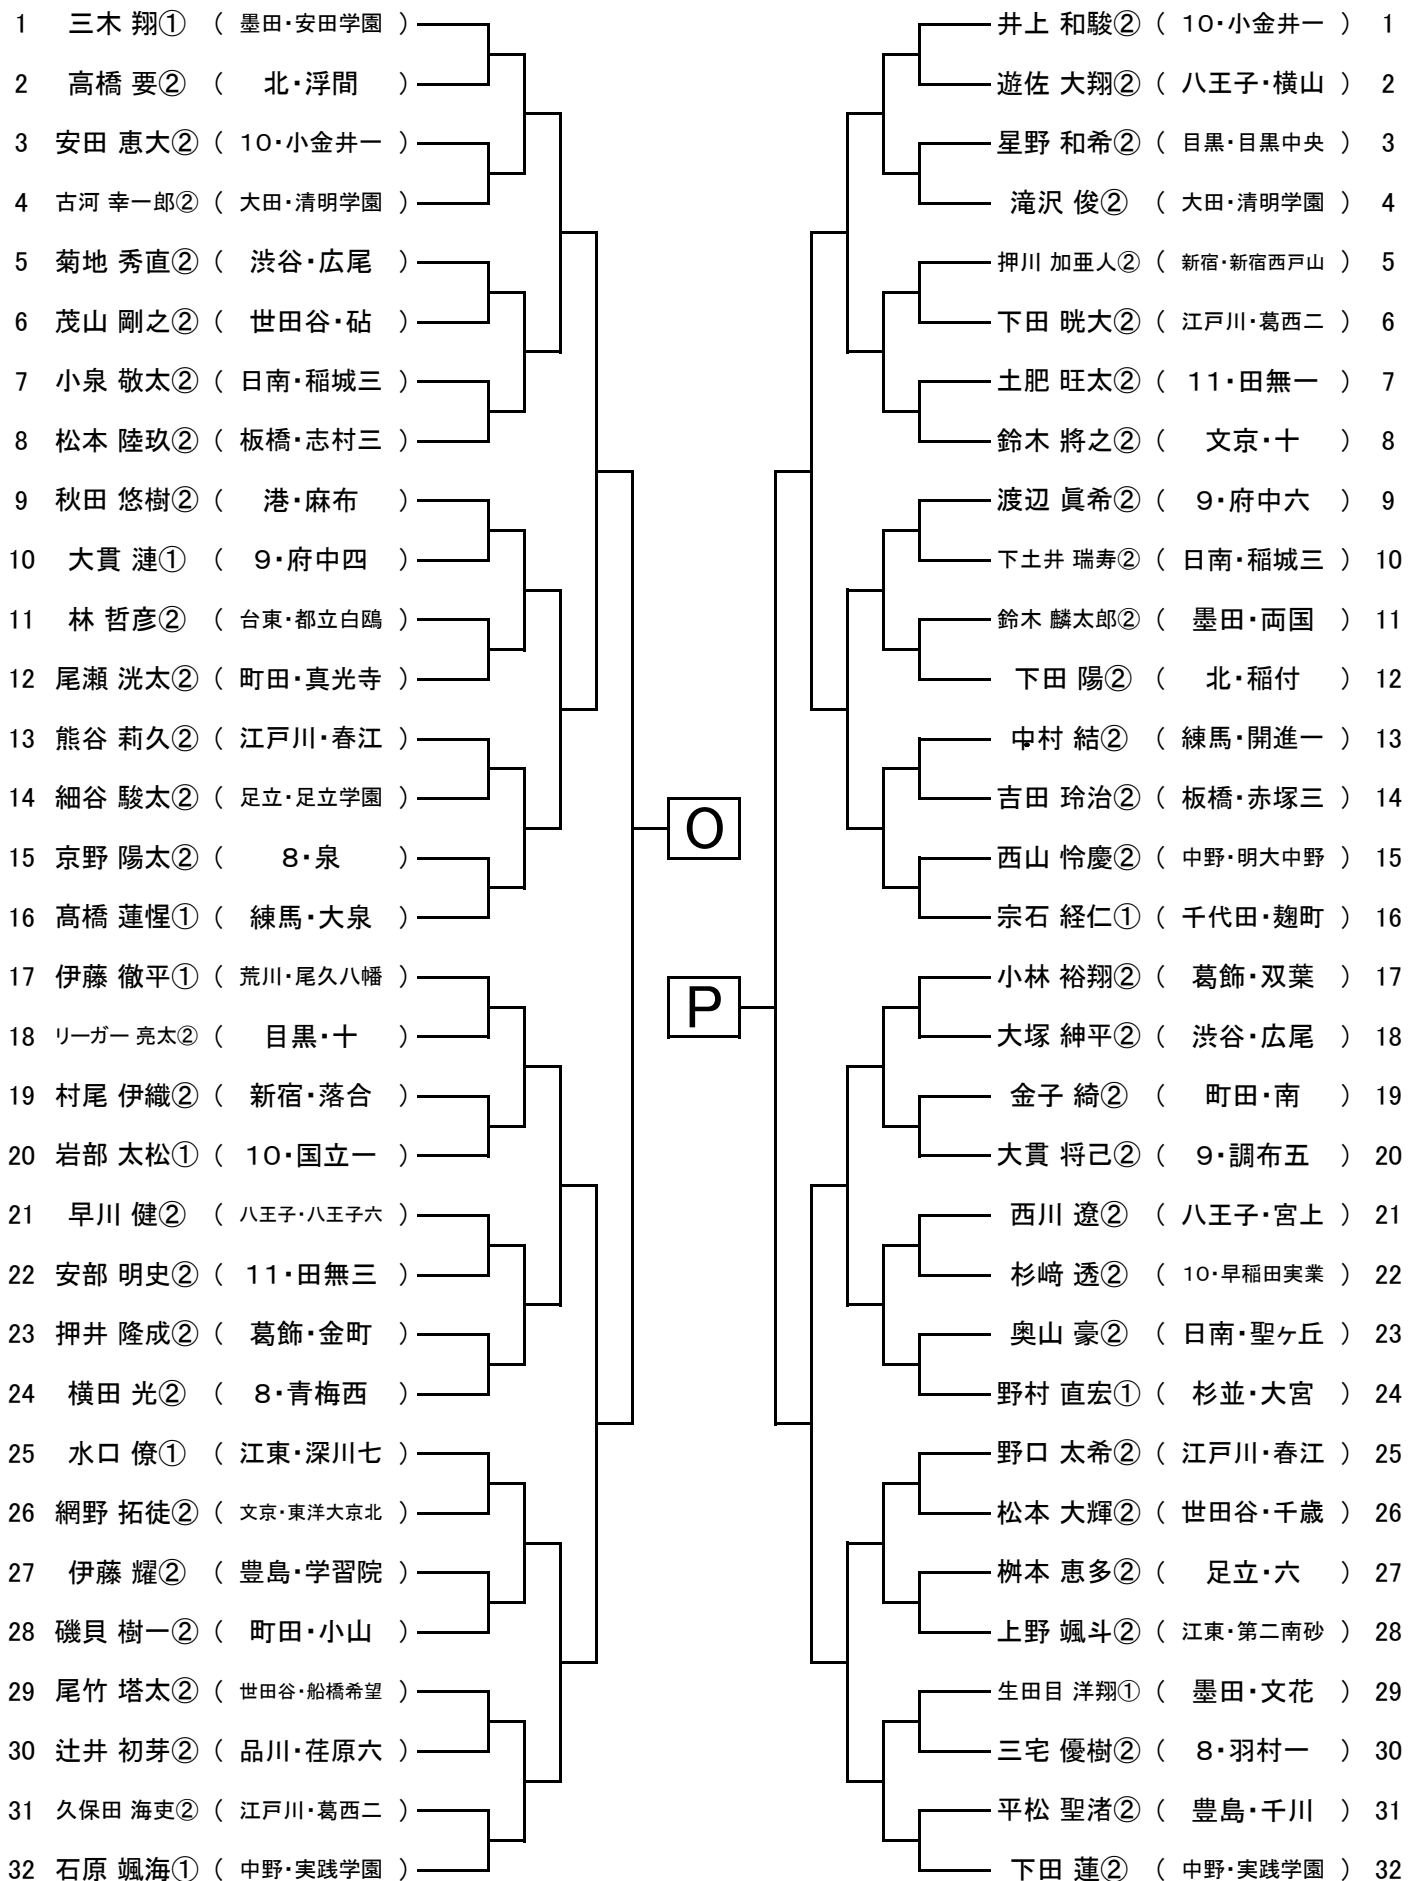 1 三木 翔① ( 墨田・安田学園 )
2 高橋 要② ( 北・浮間 )
3 安田 恵大② ( 10・小金井一 )
4 古河 幸一郎② ( 大田・清明学園 )
5 菊地 秀直② ( 渋谷・広尾 )
6 茂山 剛之② ( 世田谷・砧 )
7 小泉 敬太② ( 日南・稲城三 )
8 松本 陸玖② ( 板橋・志村三 )
9 秋田 悠樹② ( 港・麻布 )
10 大貫 漣① ( 9・府中四 )
11 林 哲彦② ( 台東・都立白鴎 )
12 尾瀬 洸太② ( 町田・真光寺 )
13 熊谷 莉久② ( 江戸川・春江 )
14 細谷 駿太② ( 足立・足立学園 )
15 京野 陽太② ( 8・泉 )
16 髙橋 蓮惺① ( 練馬・大泉 )
17 伊藤 徹平① ( 荒川・尾久八幡 )
18 リーガー 亮太② ( 目黒・十 )
19 村尾 伊織② ( 新宿・落合 )
20 岩部 太松① ( 10・国立一 )
21 早川 健② ( 八王子・八王子六 )
22 安部 明史② ( 11・田無三 )
23 押井 隆成② ( 葛飾・金町 )
24 横田 光② ( 8・青梅西 )
25 水口 僚① ( 江東・深川七 )
26 網野 拓徒② ( 文京・東洋大京北 )
27 伊藤 耀② ( 豊島・学習院 )
28 磯貝 樹一② ( 町田・小山 )
29 尾竹 塔太② ( 世田谷・船橋希望 )
30 辻井 初芽② ( 品川・荏原六 )
31 久保田 海吏② ( 江戸川・葛西二 )
32 石原 颯海① ( 中野・実践学園 )
O
P
井上 和駿② ( 10・小金井一 ) 1
遊佐 大翔② ( 八王子・横山 ) 2
星野 和希② ( 目黒・目黒中央 ) 3
滝沢 俊② ( 大田・清明学園 ) 4
押川 加亜人② ( 新宿・新宿西戸山 ) 5
下田 晄大② ( 江戸川・葛西二 ) 6
土肥 旺太② ( 11・田無一 ) 7
鈴木 將之② ( 文京・十 ) 8
渡辺 眞希② ( 9・府中六 ) 9
下土井 瑞寿② ( 日南・稲城三 ) 10
鈴木 麟太郎② ( 墨田・両国 ) 11
下田 陽② ( 北・稲付 ) 12
中村 結② ( 練馬・開進一 ) 13
吉田 玲治② ( 板橋・赤塚三 ) 14
西山 怜慶② ( 中野・明大中野 ) 15
宗石 経仁① ( 千代田・麹町 ) 16
小林 裕翔② ( 葛飾・双葉 ) 17
大塚 紳平② ( 渋谷・広尾 ) 18
金子 綺② ( 町田・南 ) 19
大貫 将己② ( 9・調布五 ) 20
西川 遼② ( 八王子・宮上 ) 21
杉﨑 透② ( 10・早稲田実業 ) 22
奥山 豪② ( 日南・聖ヶ丘 ) 23
野村 直宏① ( 杉並・大宮 ) 24
野口 太希② ( 江戸川・春江 ) 25
松本 大輝② ( 世田谷・千歳 ) 26
桝本 恵多② ( 足立・六 ) 27
上野 颯斗② ( 江東・第二南砂 ) 28
生田目 洋翔① ( 墨田・文花 ) 29
三宅 優樹② ( 8・羽村一 ) 30
平松 聖渚② ( 豊島・千川 ) 31
下田 蓮② ( 中野・実践学園 ) 32